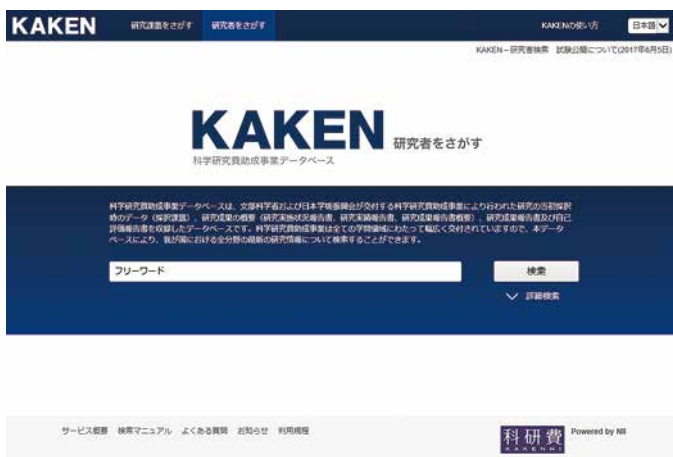 KAKEN 研究課題をさがす 研究者をさがす KAKENの使い方 日本語
KAKEN－研究者検索 試験公開について(2017年6月5日)
KAKEN 研究者をさがす
科学研究費助成事業データベース
科学研究費助成事業データベースは、文部科学省および日本学術振興会が交付する科学研究費助成事業により行われた研究の当初採択
時のデータ（採択課題）、研究成果の概要（研究実施状況報告書、研究実績報告書、研究成果報告書概要）、研究成果報告書及び自己
評価報告書を収録したデータベースです。科学研究費助成事業は全ての学問領域にわたって幅広く交付されていますので、本データ
ベースにより、我が国における全分野の最新の研究情報について検索することができます。
フリーワード 検索
詳細検索
サービス概要 検索マニュアル よくある質問 お知らせ 利用規程
科研費 Powered by NII
KAKENHI